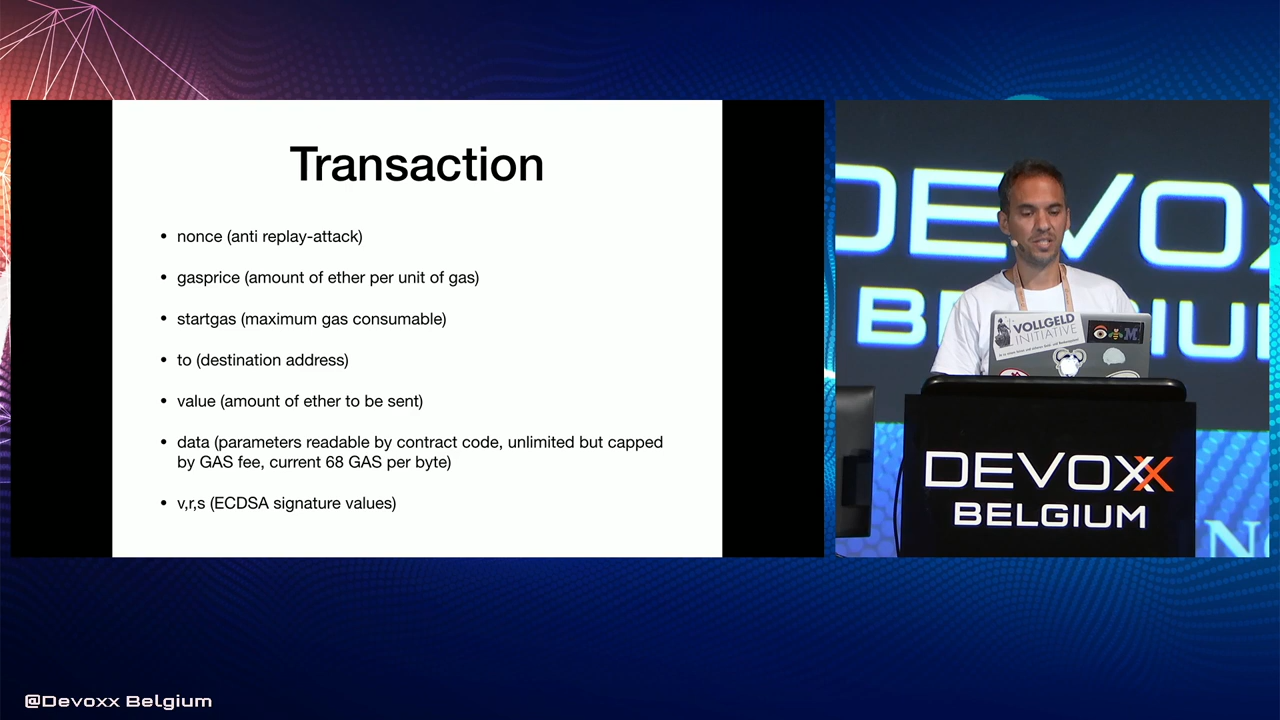 Transaction
• nonce (anti replay-attack)
• gasprice (amount of ether per unit of gas)
• startgas (maximum gas consumable)
• to (destination address)
• value (amount of ether to be sent)
• data (parameters readable by contract code, unlimited but capped
by GAS fee, current 68 GAS per byte)
• v,r,s (ECDSA signature values)
DEVOX
BELGIU
VOLLGELD
INITIATIVE
M
DEVOXX
BELGIUM
@Devoxx Belgium